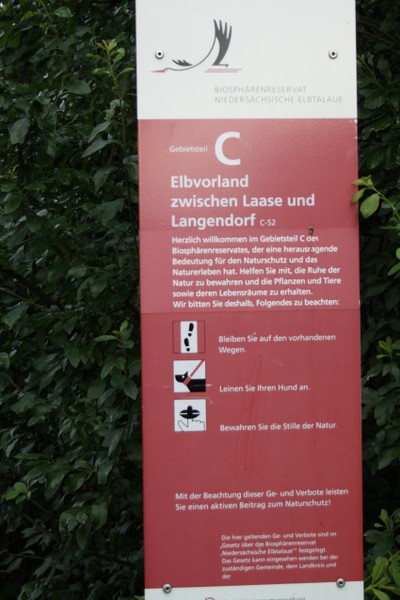 BIOSPHÄRENRESERVAT
NIEDERSÄCHSISCHE ELBTALAUE
Gebietsteil C
Elbvorland
zwischen Laase und
Langendorf C-52
Herzlich willkommen im Gebietsteil C des
Biosphärenreservates, der eine herausragende
Bedeutung für den Naturschutz und das
Naturerleben hat. Helfen Sie mit, die Ruhe der
Natur zu bewahren und die Pflanzen und Tiere
sowie deren Lebensräume zu erhalten.
Wir bitten Sie deshalb, Folgendes zu beachten:
Bleiben Sie auf den vorhandenen
Wegen.
Leinen Sie Ihren Hund an.
Bewahren Sie die Stille der Natur.
Mit der Beachtung dieser Ge- und Verbote leisten
Sie einen aktiven Beitrag zum Naturschutz!
Die hier geltenden Ge- und Verbote sind im
„Gesetz über das Biosphärenreservat
„Niedersächsische Elbtalaue"" festgelegt.
Das Gesetz kann eingesehen werden bei der
zuständigen Gemeinde, dem Landkreis und
der